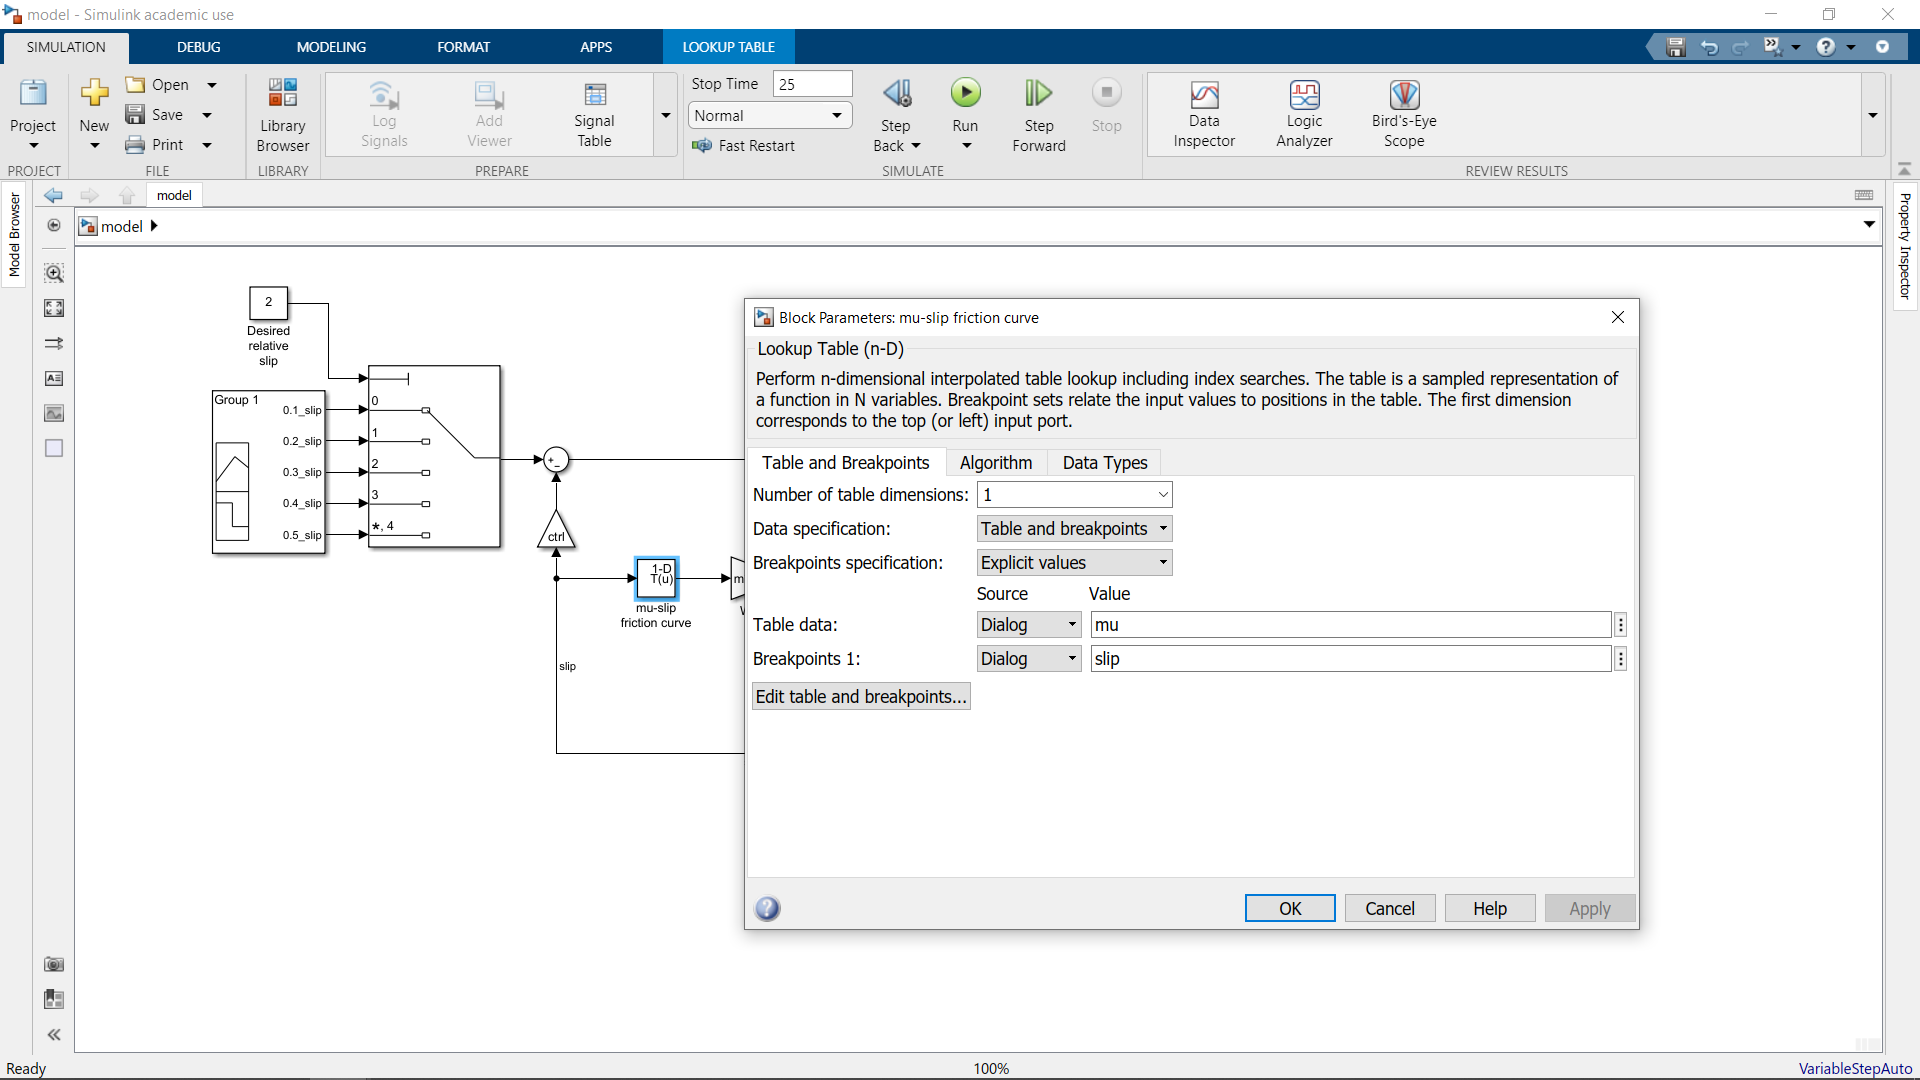 model - Simulink academic use
SIMULATION
DEBUG
MODELING
FORMAT
APPS
LOOKUP TABLE
Project
New
Open
Save
Print
Library
Browser
Log
Signals
Add
Viewer
Signal
Table
Stop Time
25
Normal
Fast Restart
Step
Back
Run
Step
Forward
Stop
Data
Inspector
Logic
Analyzer
Bird's-Eye
Scope
PROJECT
FILE
LIBRARY
PREPARE
SIMULATE
REVIEW RESULTS
Model Browser
model
model
Property Inspector
2
Desired
relative
slip
Group 1
0.1_slip
0.2_slip
0.3_slip
0.4_slip
0.5_slip
0
1
2
3
*, 4
ctrl
1-D
T(u)
mu-slip
friction curve
m
slip
Block Parameters: mu-slip friction curve
Lookup Table (n-D)
Perform n-dimensional interpolated table lookup including index searches. The table is a sampled representation of
a function in N variables. Breakpoint sets relate the input values to positions in the table. The first dimension
corresponds to the top (or left) input port.
Table and Breakpoints
Algorithm
Data Types
Number of table dimensions: 1
Data specification: Table and breakpoints
Breakpoints specification: Explicit values
Source Value
Table data: Dialog mu
Breakpoints 1: Dialog slip
Edit table and breakpoints...
OK
Cancel
Help
Apply
Ready
100%
VariableStepAuto